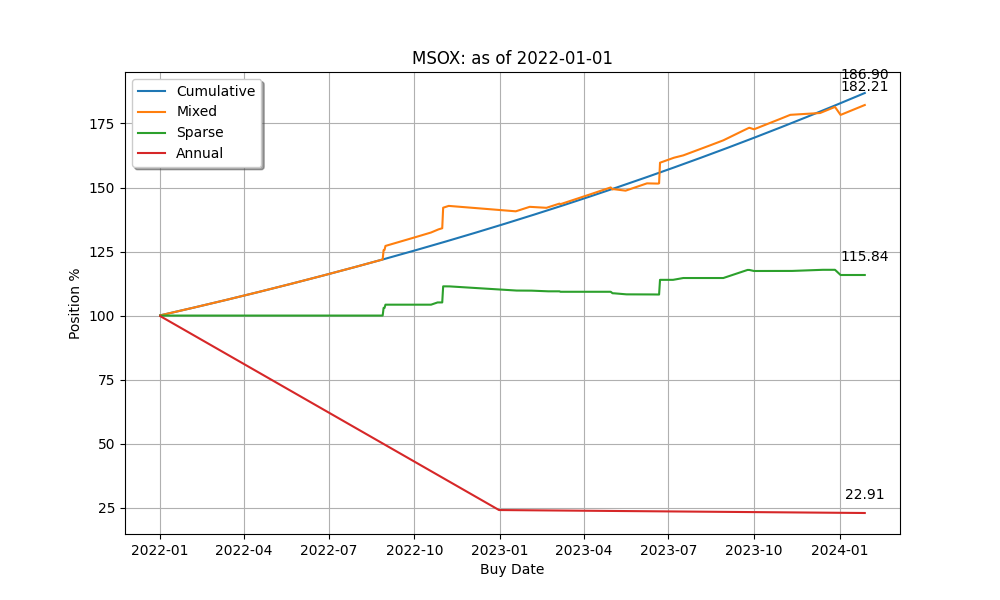 MSOX: as of 2022-01-01
186.90
182.21
Cumulative
Mixed
Sparse
Annual
175
150
125
115.84
100
Position %
75
50
22.91
25
2022-01 2022-04 2022-07 2022-10 2023-01 2023-04 2023-07 2023-10 2024-01
Buy Date